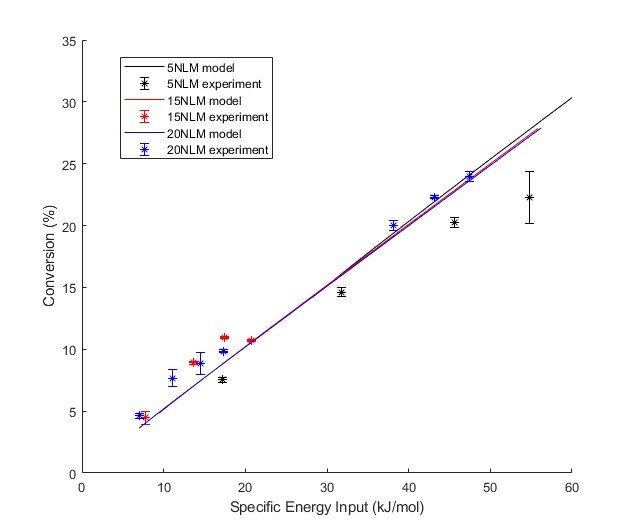 35
30
25
20
15
10
5
0
Conversion (%)
5NLM model
5NLM experiment
15NLM model
15NLM experiment
20NLM model
20NLM experiment
0 10 20 30 40 50 60
Specific Energy Input (kJ/mol)